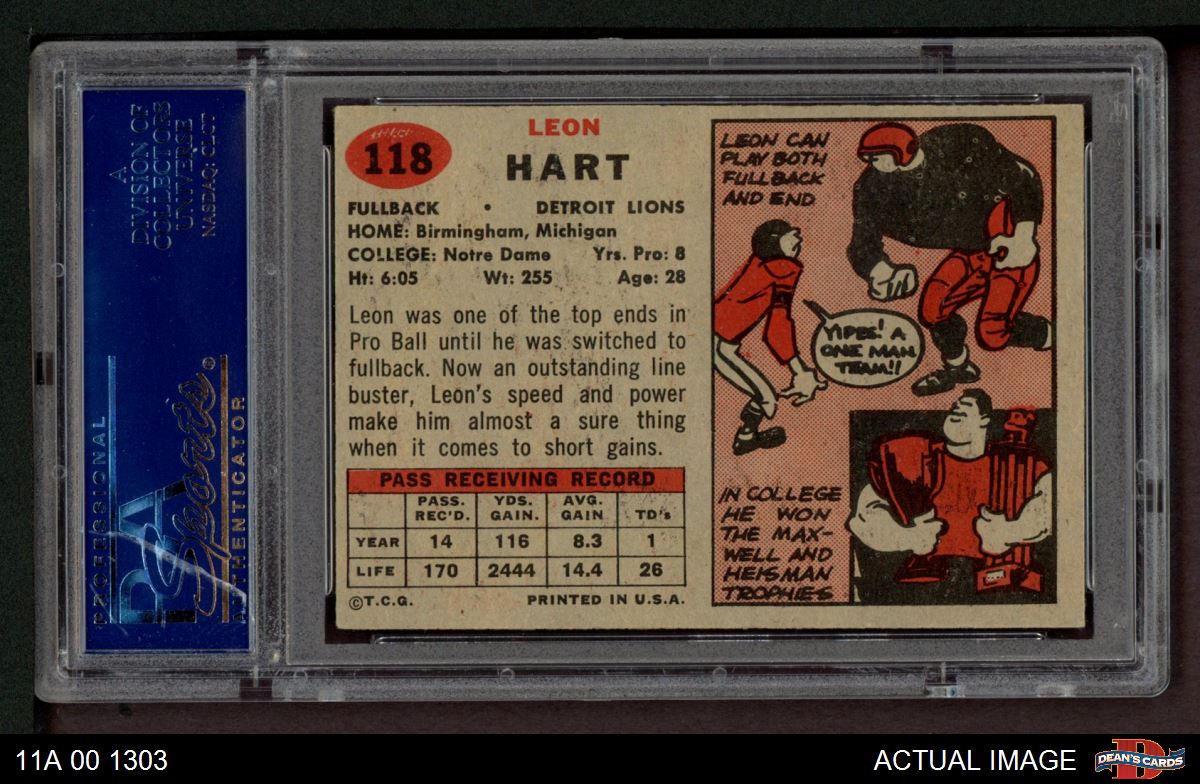 A
DIVISION OF
COLLECTORS
UNIVERSE
NASDAQ: CLCT
PROFESSIONAL
PSA
Sports®
AUTHENTICATOR
118
LEON
HART
FULLBACK • DETROIT LIONS
HOME: Birmingham, Michigan
COLLEGE: Notre Dame Yrs. Pro: 8
Ht: 6:05 Wt: 255 Age: 28
Leon was one of the top ends in
Pro Ball until he was switched to
fullback. Now an outstanding line
buster, Leon's speed and power
make him almost a sure thing
when it comes to short gains.
PASS RECEIVING RECORD
PASS. REC'D. YDS. GAIN. AVG. GAIN TD's
YEAR 14 116 8.3 1
LIFE 170 2444 14.4 26
©T.C.G. PRINTED IN U.S.A.
LEON CAN
PLAY BOTH
FULLBACK
AND END
YIPES! A
ONE MAN
TEAM!!
IN COLLEGE
HE WON
THE MAX-
WELL AND
HEISMAN
TROPHIES
11A 00 1303
ACTUAL IMAGE
D
DEAN'S CARDS